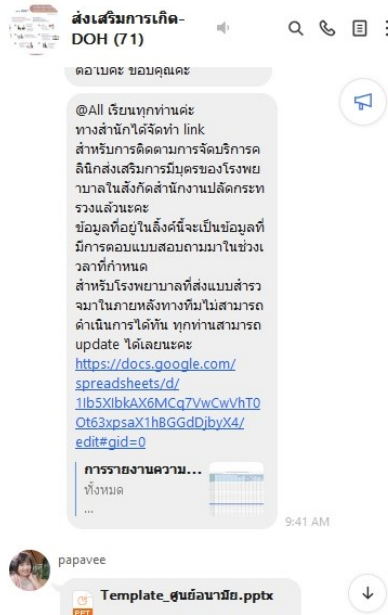 ส่งเสริมการเกิด-
DOH (71)
ต่อไปค่ะ ขอบคุณค่ะ
@All เรียนทุกท่านค่ะ
ทางสำนักได้จัดทำ link
สำหรับการติดตามการจัดบริการค
ลินิกส่งเสริมการมีบุตรของโรงพย
าบาลในสังกัดสำนักงานปลัดกระท
รวงแล้วนะคะ
ข้อมูลที่อยู่ในลิ้งค์นี้จะเป็นข้อมูลที่
มีการตอบแบบสอบถามมาในช่วงเ
วลาที่กำหนด
สำหรับโรงพยาบาลที่ส่งแบบสำรว
จมาในภายหลังทางทีมไม่สามารถ
ดำเนินการได้ทัน ทุกท่านสามารถ
update ได้เลยนะคะ
https://docs.google.com/
spreadsheets/d/
1Ib5XIbkAX6MCq7VwCwVhT0
Ot63xpsaX1hBGGdDjbyX4/
edit#gid=0
การรายงานความ...
ทั้งหมด
...
9:41 AM
papavee
Template_ศูนย์อนามัย.pptx
PPT